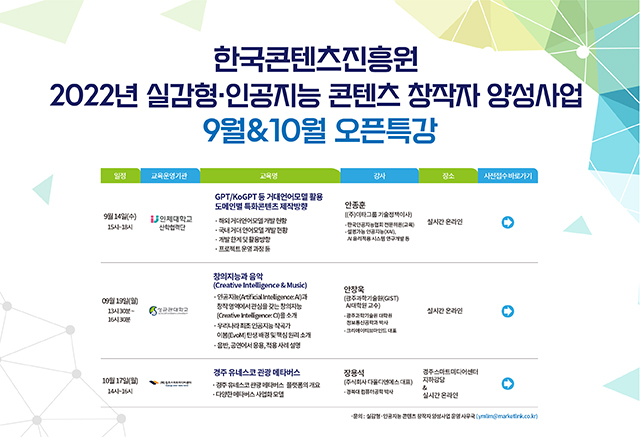 한국콘텐츠진흥원
2022년 실감형·인공지능 콘텐츠 창작자 양성사업
9월&10월 오픈특강
일정
교육운영기관
교육명
강사
장소
사전접수 바로가기
9월 14일(수)
15시~18시
인제대학교
산학협력단
GPT/KoGPT 등 거대언어모델 활용
도메인별 특화콘텐츠 제작방향
· 해외 거대언어모델 개발 현황
· 국내 거대 언어모델 개발 현황
· 개발 한계 및 활용방향
· 프로젝트 운영 과정 등
안종훈
((주)미타그룹 기술정책이사)
· 한국인공지능협회 전문위원(교육)
· 설명가능 인공지능(XAI),
AI 윤리적용 시스템 연구개발 등
실시간 온라인
09월 19일(월)
13시 30분~
16시 30분
성균관대학교
창의지능과 음악
(Creative Intelligence & Music)
· 인공지능(Artificial Intelligence: AI)과
창작 영역에서 관심을 갖는 창의지능
(Creative Intelligence: CI)를 소개
· 우리나라 최초 인공지능 작곡가
이봄(EvoM) 탄생 배경 및 핵심 원리 소개
· 음반, 공연에서 응용, 적용 사례 설명
안창욱
(광주과학기술원(GIST)
AI대학원 교수)
· 광주과학기술원 대학원
정보통신공학과 박사
· 크리에이티브마인드 대표
실시간 온라인
10월 17일(월)
14시~16시
경주 유네스코 관광 메타버스
· 경주 유네스코 관광 메타버스 플랫폼의 개요
· 다양한 메타버스 사업화 모델
장용석
(주식회사 다울디엔에스 대표)
· 경북대 컴퓨터공학 박사
경주스마트미디어센터
지하강당
&
실시간 온라인
·문의 : 실감형·인공지능 콘텐츠 창작자 양성사업 운영 사무국 (ymlim@marketlink.co.kr)